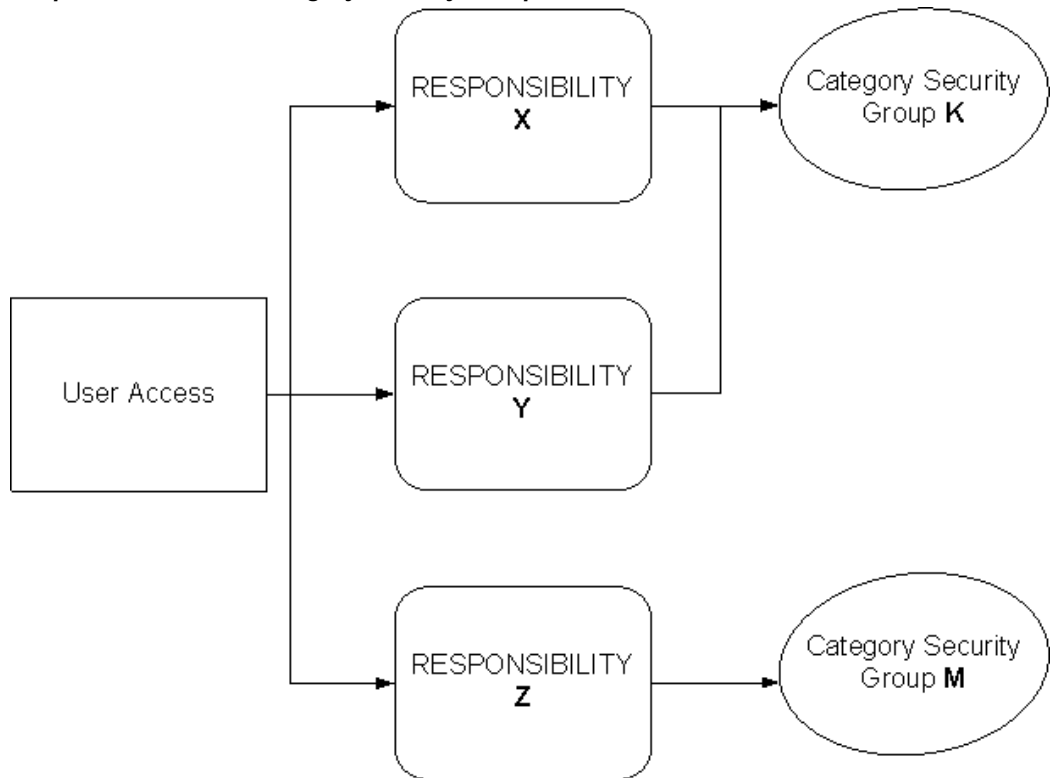 RESPONSIBILITY
X
Category Security
Group K
User Access
RESPONSIBILITY
Y
RESPONSIBILITY
Z
Category Security
Group M